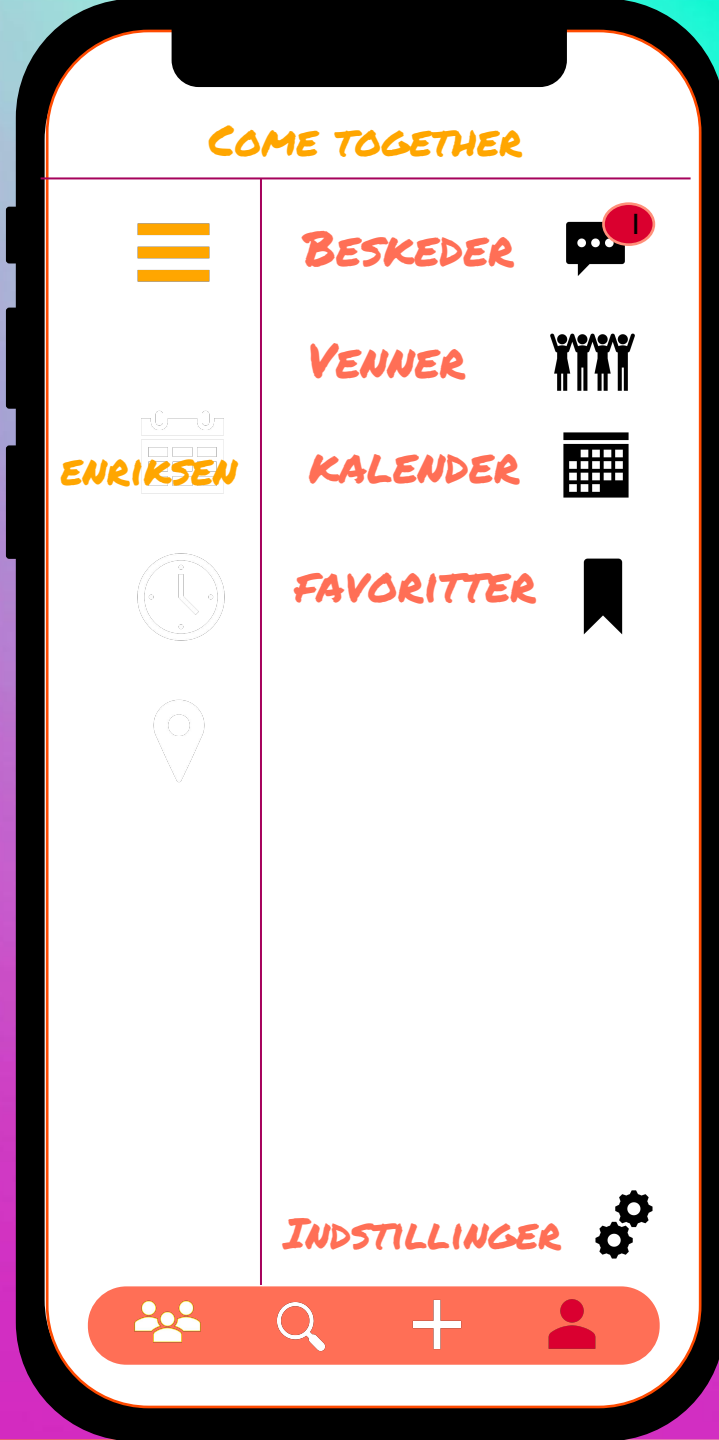 Come together
Beskeder
1
Venner
enriksen
kalender
favoritter
Indstillinger